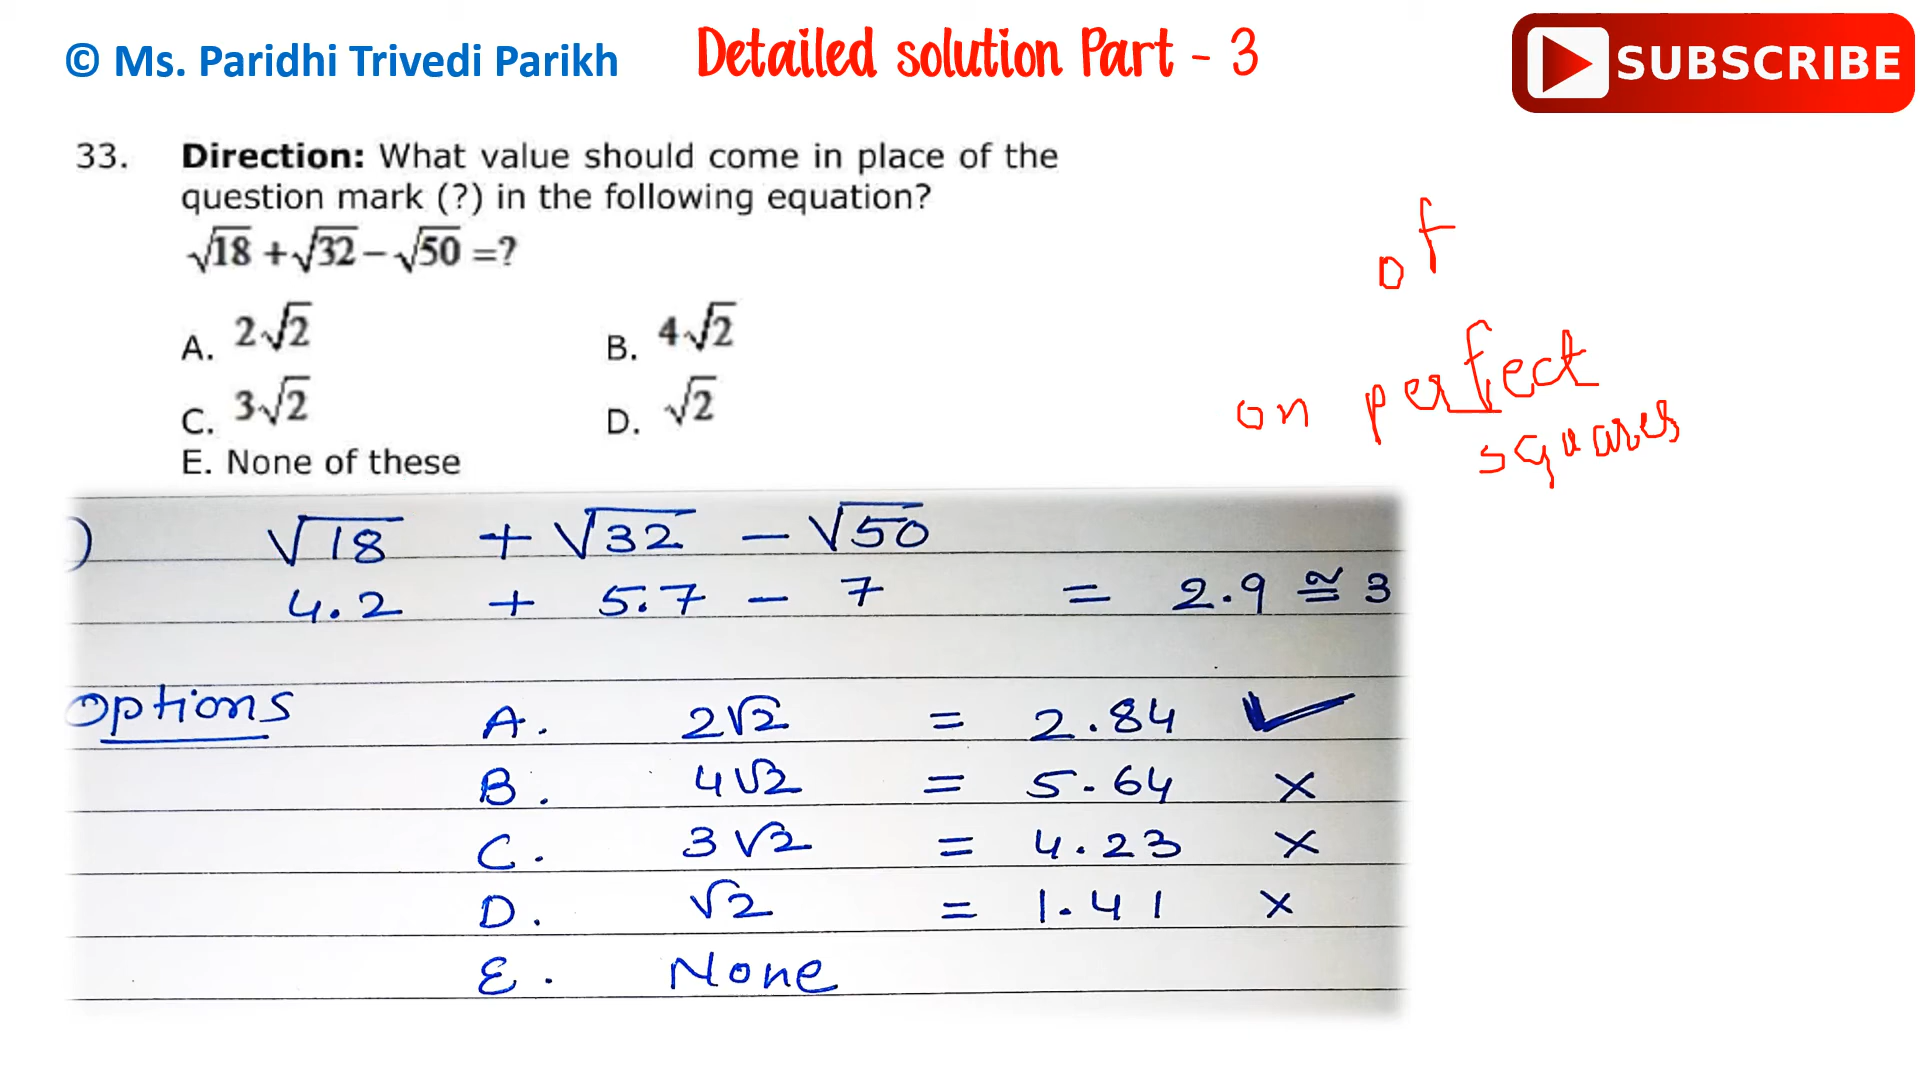 © Ms. Paridhi Trivedi Parikh
Detailed solution Part - 3
SUBSCRIBE
33. Direction: What value should come in place of the
question mark (?) in the following equation?
√18 + √32 − √50 = ?
A. 2√2 B. 4√2
C. 3√2 D. √2
E. None of these
of
on perfect
squares
) √18 + √32 − √50
4.2 + 5.7 − 7 = 2.9 ≅ 3
Options A. 2√2 = 2.84 ✓
B. 4√2 = 5.64 ×
C. 3√2 = 4.23 ×
D. √2 = 1.41 ×
E. None